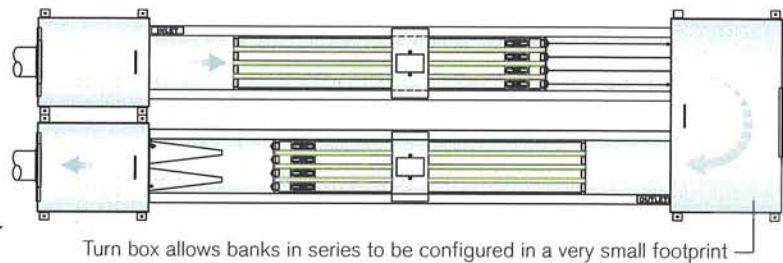 INLET
OUTLET
Turn box allows banks in series to be configured in a very small footprint